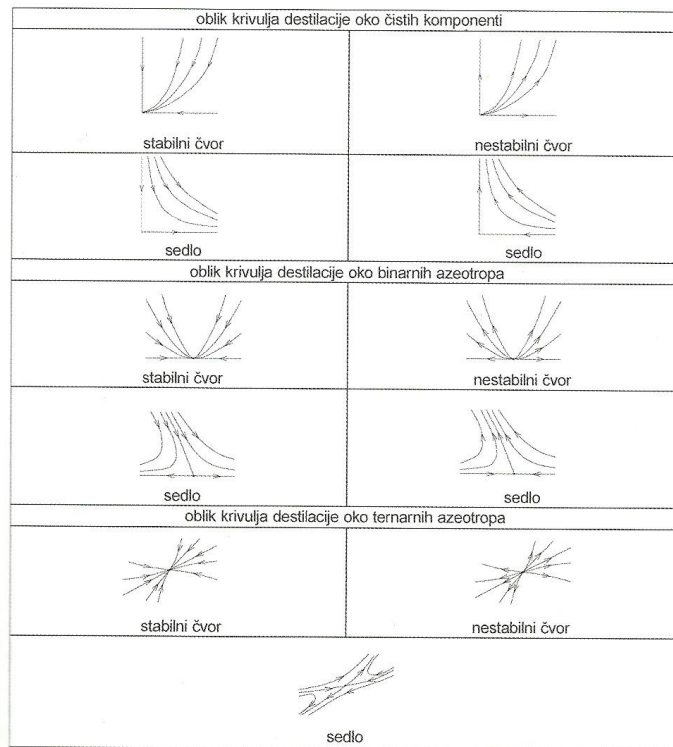 oblik krivulja destilacije oko čistih komponenti
stabilni čvor
nestabilni čvor
sedlo
sedlo
oblik krivulja destilacije oko binarnih azeotropa
stabilni čvor
nestabilni čvor
sedlo
sedlo
oblik krivulja destilacije oko ternarnih azeotropa
stabilni čvor
nestabilni čvor
sedlo